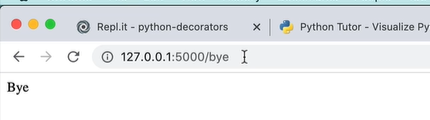 Repl.it - python-decorators
Python Tutor - Visualize Py
127.0.0.1:5000/bye
Bye